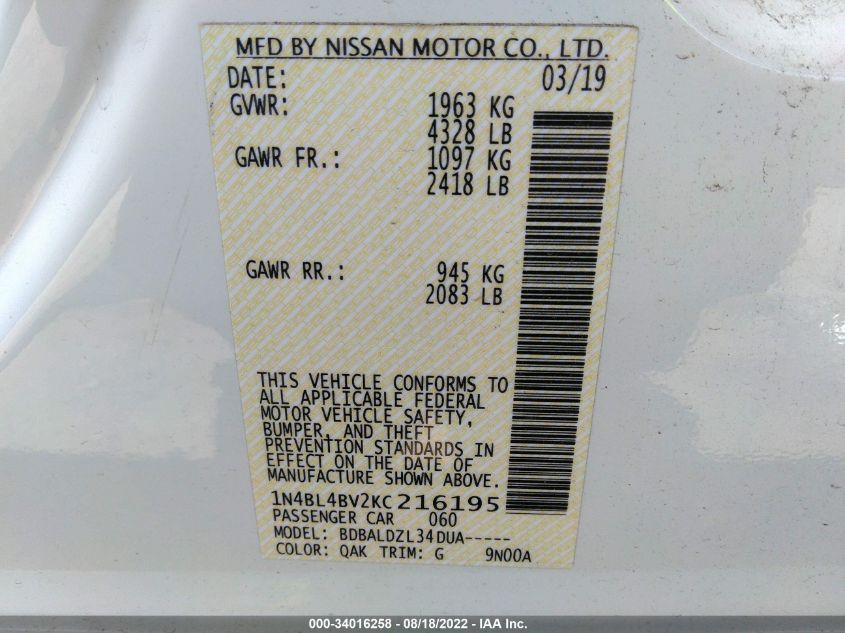 MFD BY NISSAN MOTOR CO., LTD.
DATE: 03/19
GVWR: 1963 KG
4328 LB
GAWR FR.: 1097 KG
2418 LB
GAWR RR.: 945 KG
2083 LB
THIS VEHICLE CONFORMS TO
ALL APPLICABLE FEDERAL
MOTOR VEHICLE SAFETY,
BUMPER, AND THEFT
PREVENTION STANDARDS IN
EFFECT ON THE DATE OF
MANUFACTURE SHOWN ABOVE.
1N4BL4BV2KC216195
PASSENGER CAR 060
MODEL: BDBALDZL34DUA-----
COLOR: QAK TRIM: G 9N00A
000-34016258 - 08/18/2022 - IAA Inc.